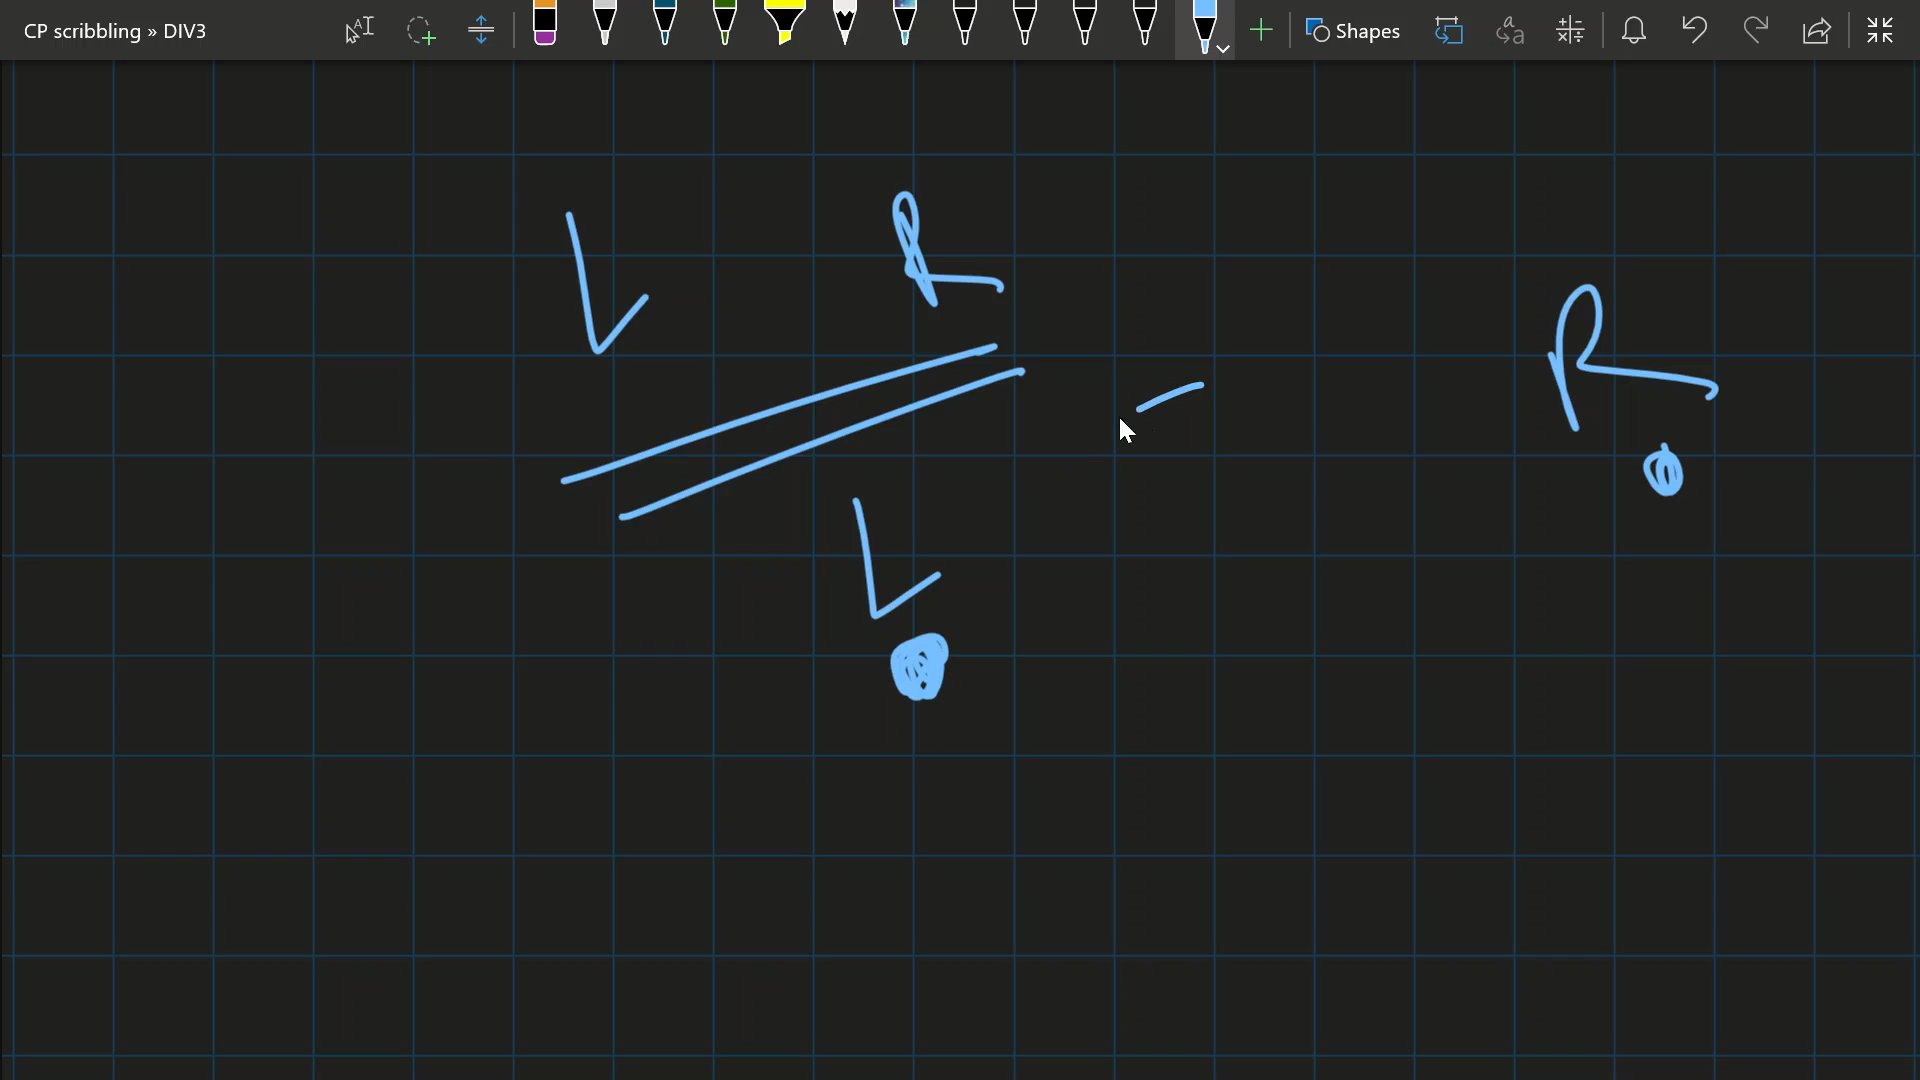 CP scribbling » DIV3
Shapes
L R
R
L